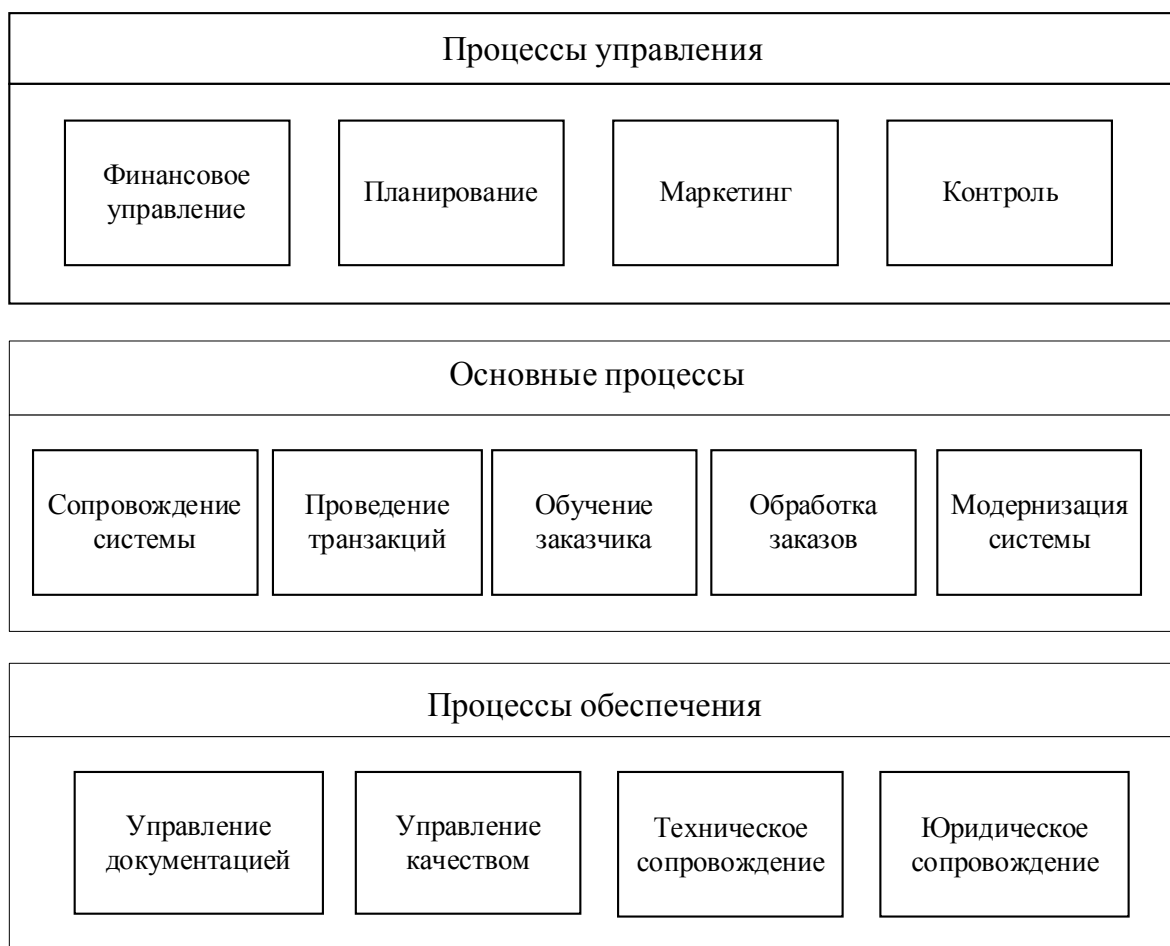 Процессы управления
Финансовое
управление
Планирование
Маркетинг
Контроль
Основные процессы
Сопровождение
системы
Проведение
транзакций
Обучение
заказчика
Обработка
заказов
Модернизация
системы
Процессы обеспечения
Управление
документацией
Управление
качеством
Техническое
сопровождение
Юридическое
сопровождение